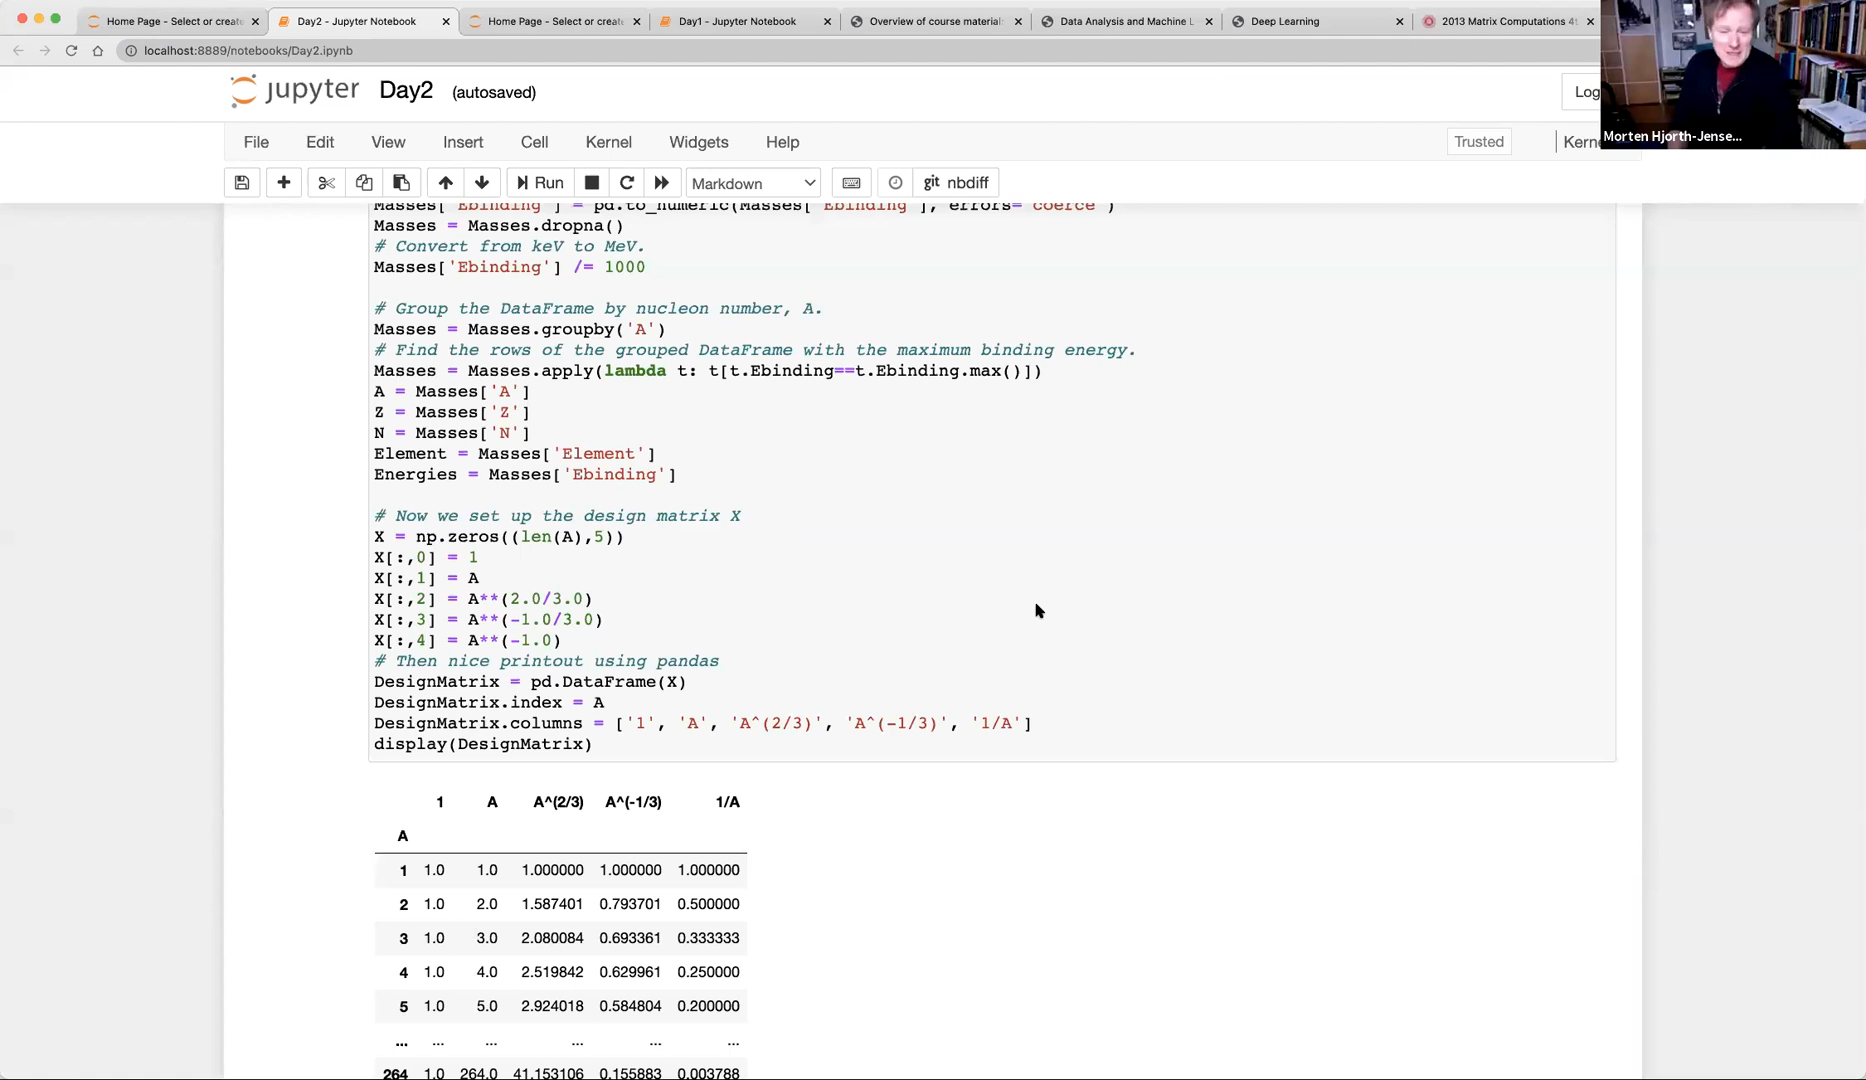 Home Page - Select or create
Day2 - Jupyter Notebook
Home Page - Select or create
Day1 - Jupyter Notebook
Overview of course material
Data Analysis and Machine L
Deep Learning
2013 Matrix Computations 4t
localhost:8889/notebooks/Day2.ipynb
jupyter Day2 (autosaved)
Log
Morten Hjorth-Jense...
File Edit View Insert Cell Kernel Widgets Help
Trusted
Kerne
Run
Markdown
git nbdiff
Masses['Ebinding'] = pd.to_numeric(Masses['Ebinding'], errors='coerce')
Masses = Masses.dropna()
# Convert from keV to MeV.
Masses['Ebinding'] /= 1000
# Group the DataFrame by nucleon number, A.
Masses = Masses.groupby('A')
# Find the rows of the grouped DataFrame with the maximum binding energy.
Masses = Masses.apply(lambda t: t[t.Ebinding==t.Ebinding.max()])
A = Masses['A']
Z = Masses['Z']
N = Masses['N']
Element = Masses['Element']
Energies = Masses['Ebinding']
# Now we set up the design matrix X
X = np.zeros((len(A),5))
X[:,0] = 1
X[:,1] = A
X[:,2] = A**(2.0/3.0)
X[:,3] = A**(-1.0/3.0)
X[:,4] = A**(-1.0)
# Then nice printout using pandas
DesignMatrix = pd.DataFrame(X)
DesignMatrix.index = A
DesignMatrix.columns = ['1', 'A', 'A^(2/3)', 'A^(-1/3)', '1/A']
display(DesignMatrix)
1 A A^(2/3) A^(-1/3) 1/A
A
1 1.0 1.0 1.000000 1.000000 1.000000
2 1.0 2.0 1.587401 0.793701 0.500000
3 1.0 3.0 2.080084 0.693361 0.333333
4 1.0 4.0 2.519842 0.629961 0.250000
5 1.0 5.0 2.924018 0.584804 0.200000
... ... ... ... ... ...
264 1.0 264.0 41.153106 0.155883 0.003788